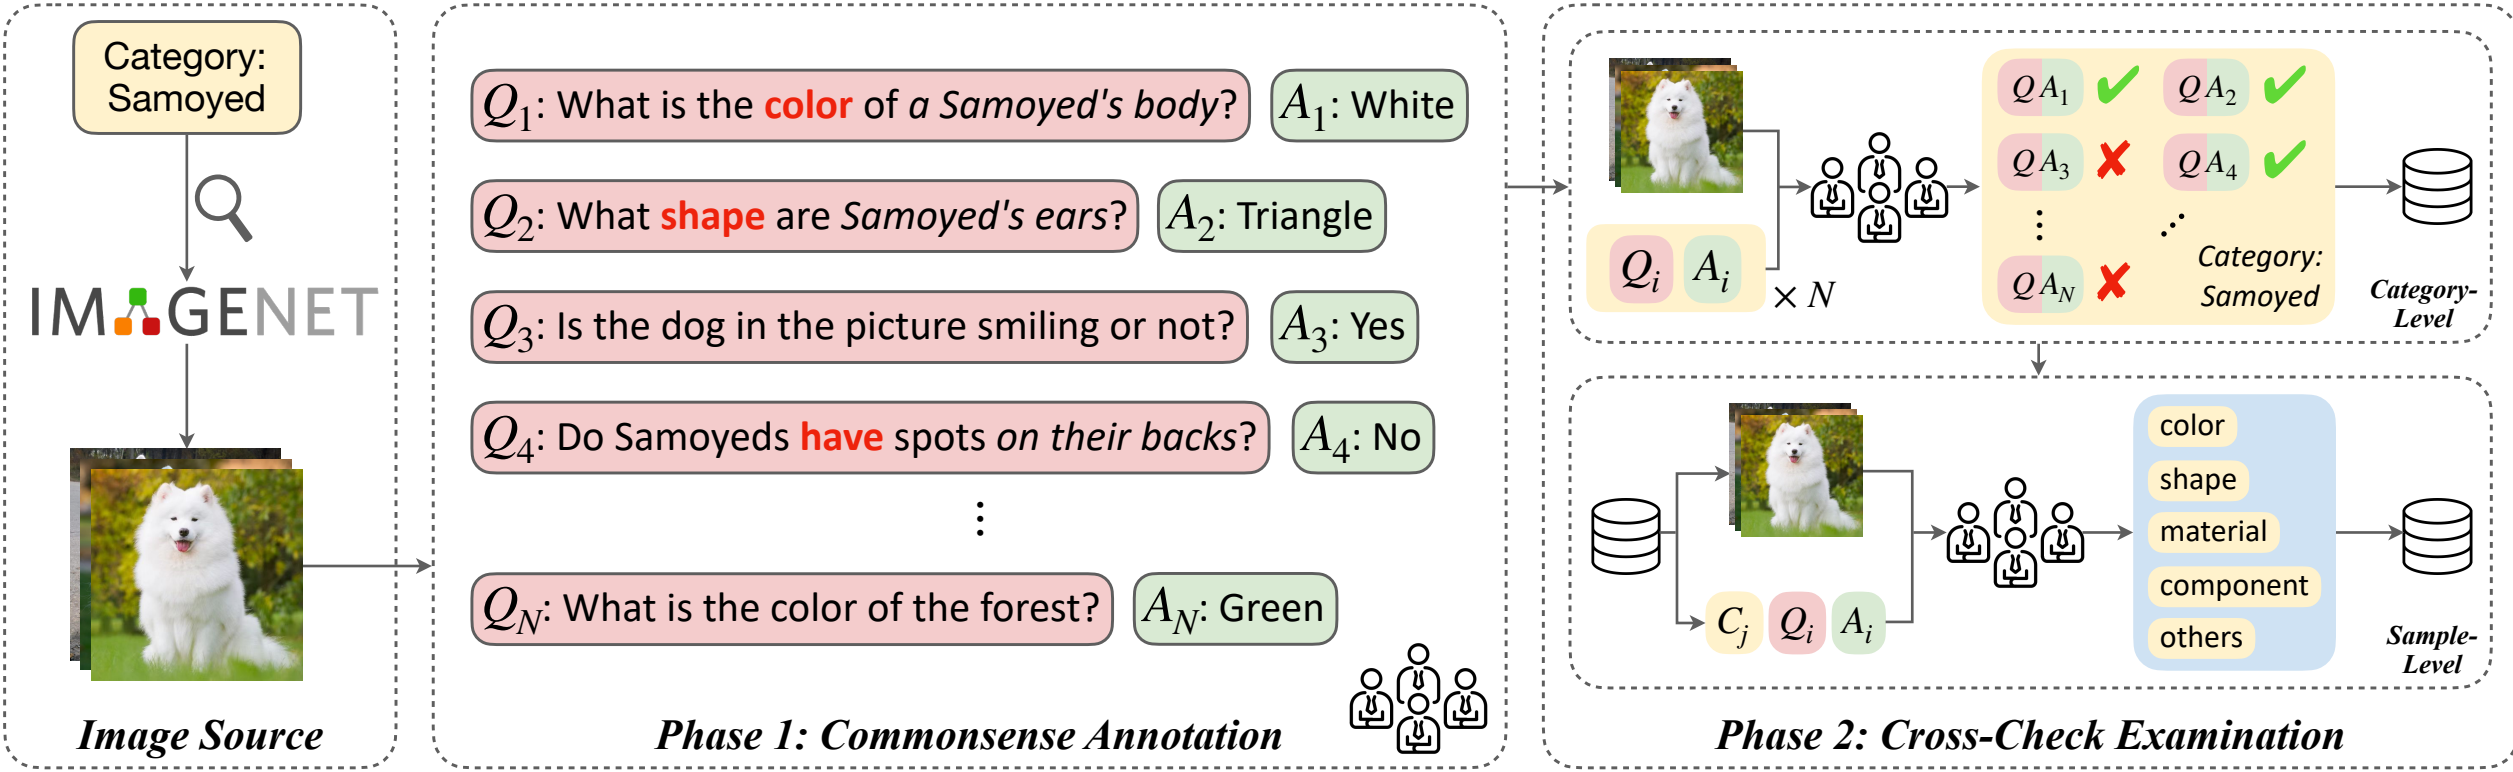 Category:
Samoyed
IMAGENET
Image Source
Q1: What is the color of a Samoyed's body? A1: White
Q2: What shape are Samoyed's ears? A2: Triangle
Q3: Is the dog in the picture smiling or not? A3: Yes
Q4: Do Samoyeds have spots on their backs? A4: No
⋮
QN: What is the color of the forest? AN: Green
Phase 1: Commonsense Annotation
Qi Ai × N
QA1 ✔ QA2 ✔
QA3 ✘ QA4 ✔
⋮ ⋰
QAN ✘
Category:
Samoyed
Category-
Level
Cj Qi Ai
color
shape
material
component
others
Sample-
Level
Phase 2: Cross-Check Examination